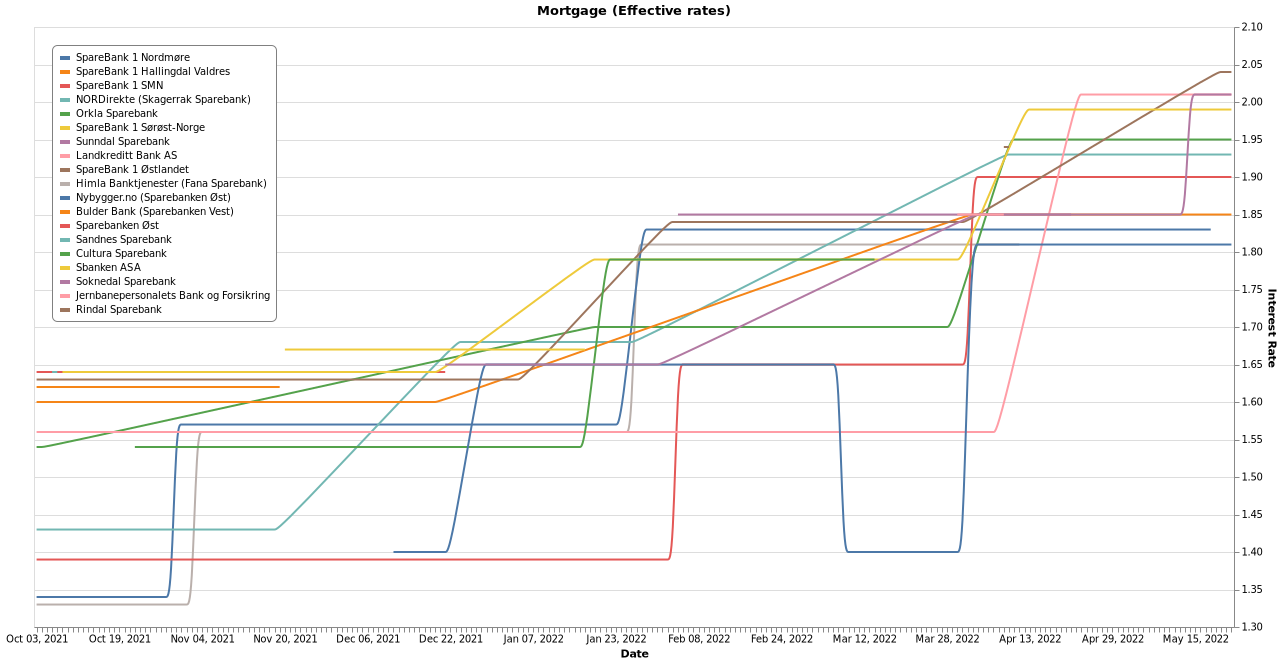 Mortgage (Effective rates)
SpareBank 1 Nordmøre
SpareBank 1 Hallingdal Valdres
SpareBank 1 SMN
NORDirekte (Skagerrak Sparebank)
Orkla Sparebank
SpareBank 1 Sørøst-Norge
Sunndal Sparebank
Landkreditt Bank AS
SpareBank 1 Østlandet
Himla Banktjenester (Fana Sparebank)
Nybygger.no (Sparebanken Øst)
Bulder Bank (Sparebanken Vest)
Sparebanken Øst
Sandnes Sparebank
Cultura Sparebank
Sbanken ASA
Soknedal Sparebank
Jernbanepersonalets Bank og Forsikring
Rindal Sparebank
2.10
2.05
2.00
1.95
1.90
1.85
1.80
1.75
1.70
1.65
1.60
1.55
1.50
1.45
1.40
1.35
1.30
Interest Rate
Oct 03, 2021
Oct 19, 2021
Nov 04, 2021
Nov 20, 2021
Dec 06, 2021
Dec 22, 2021
Jan 07, 2022
Jan 23, 2022
Feb 08, 2022
Feb 24, 2022
Mar 12, 2022
Mar 28, 2022
Apr 13, 2022
Apr 29, 2022
May 15, 2022
Date